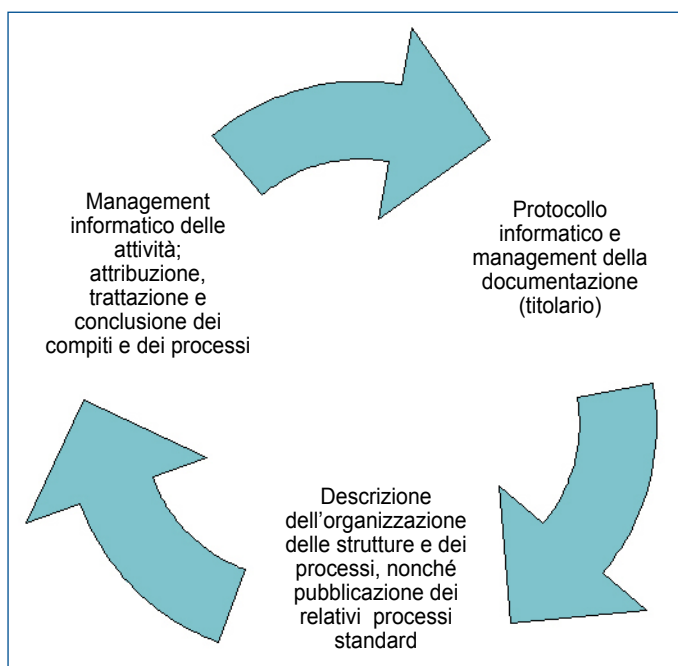 Management
informatico delle
attività;
attribuzione,
trattazione e
conclusione dei
compiti e dei processi
Protocollo
informatico e
management della
documentazione
(titolario)
Descrizione
dell’organizzazione
delle strutture e dei
processi, nonché
pubblicazione dei
relativi processi
standard